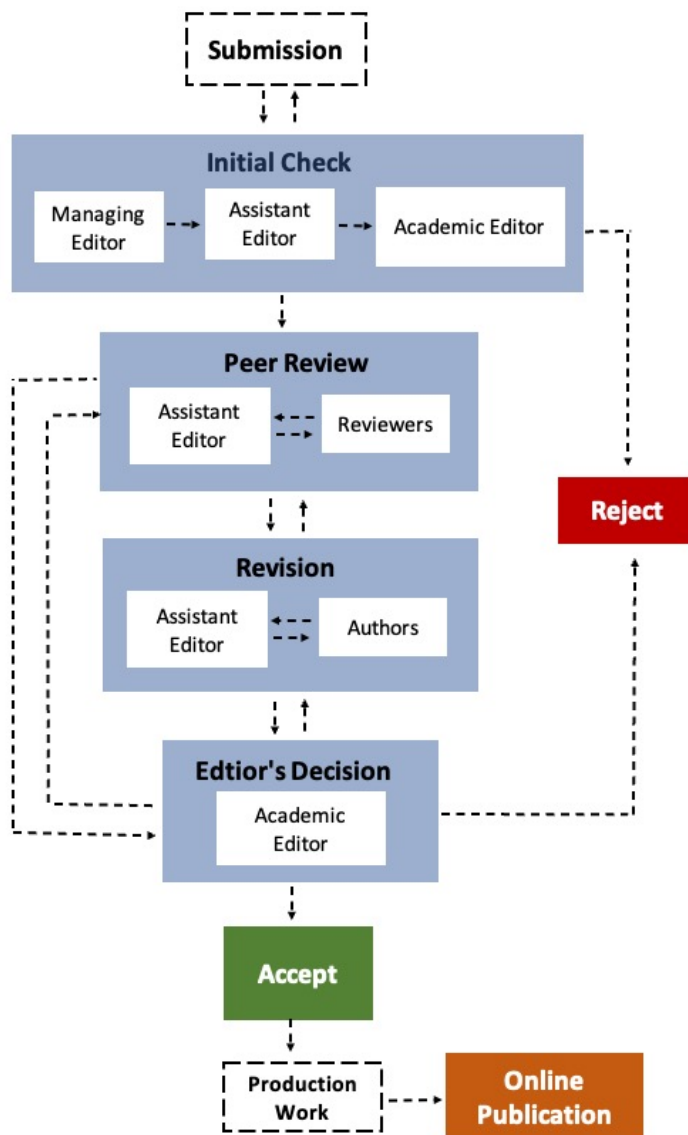 Submission
Initial Check
Managing
Editor
Assistant
Editor
Academic Editor
Peer Review
Assistant
Editor
Reviewers
Reject
Revision
Assistant
Editor
Authors
Edtior's Decision
Academic
Editor
Accept
Production
Work
Online
Publication